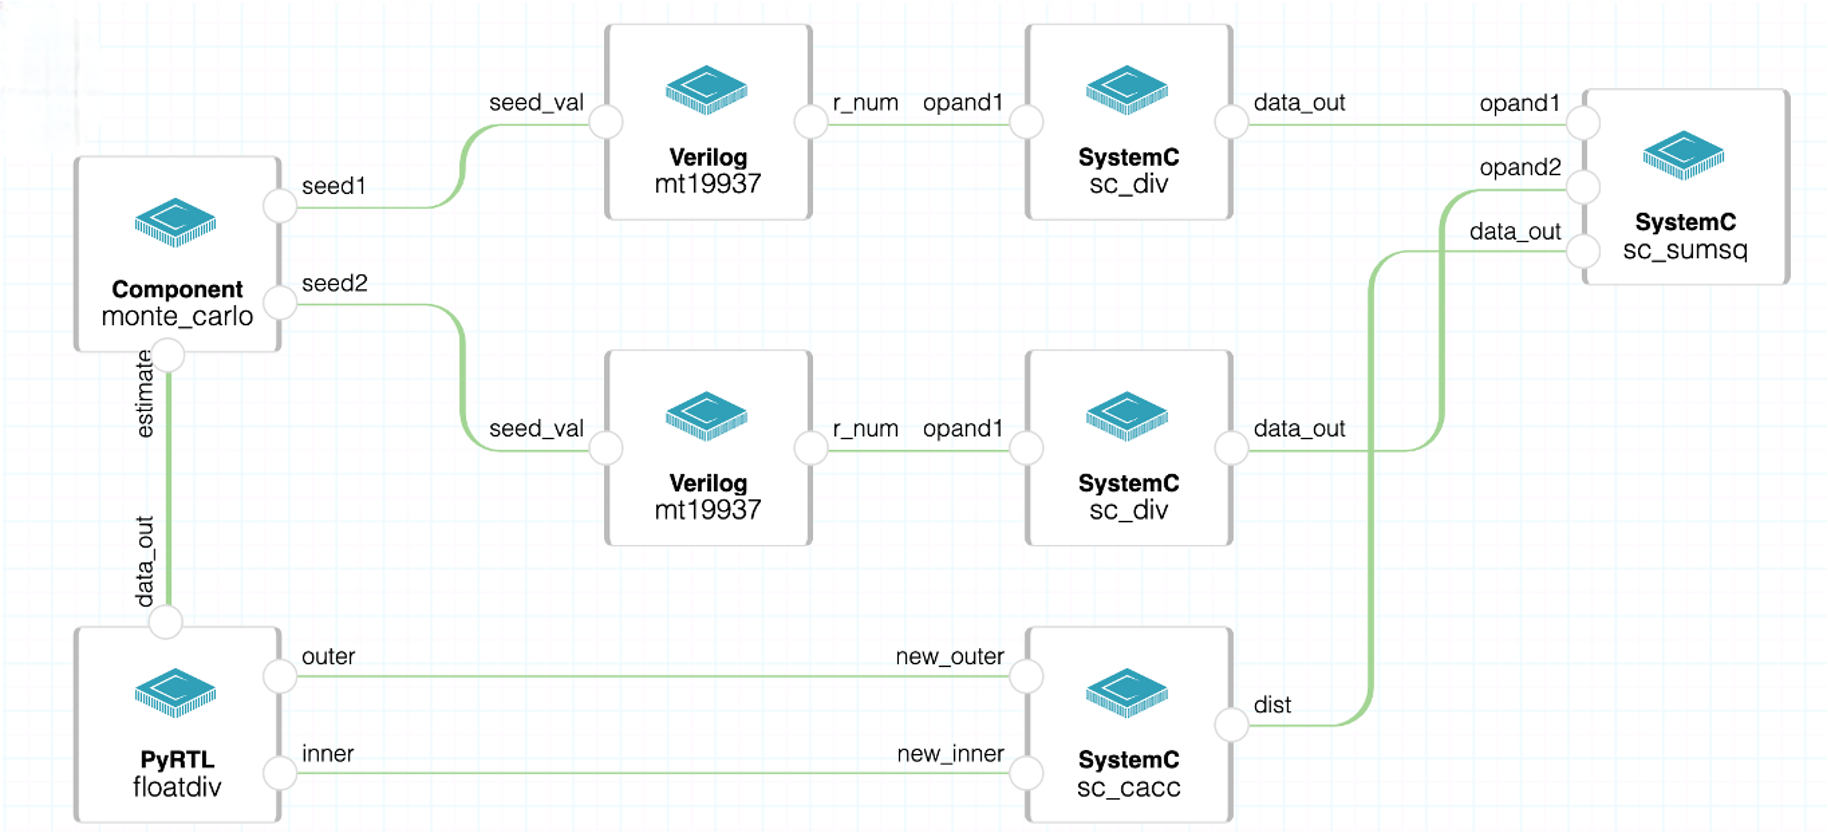 seed_val
r_num
opand1
data_out
opand1
Verilog
mt19937
SystemC
sc_div
opand2
data_out
SystemC
sc_sumsq
seed1
seed2
Component
monte_carlo
estimate
seed_val
r_num
opand1
data_out
Verilog
mt19937
SystemC
sc_div
data_out
outer
new_outer
dist
inner
new_inner
PyRTL
floatdiv
SystemC
sc_cacc